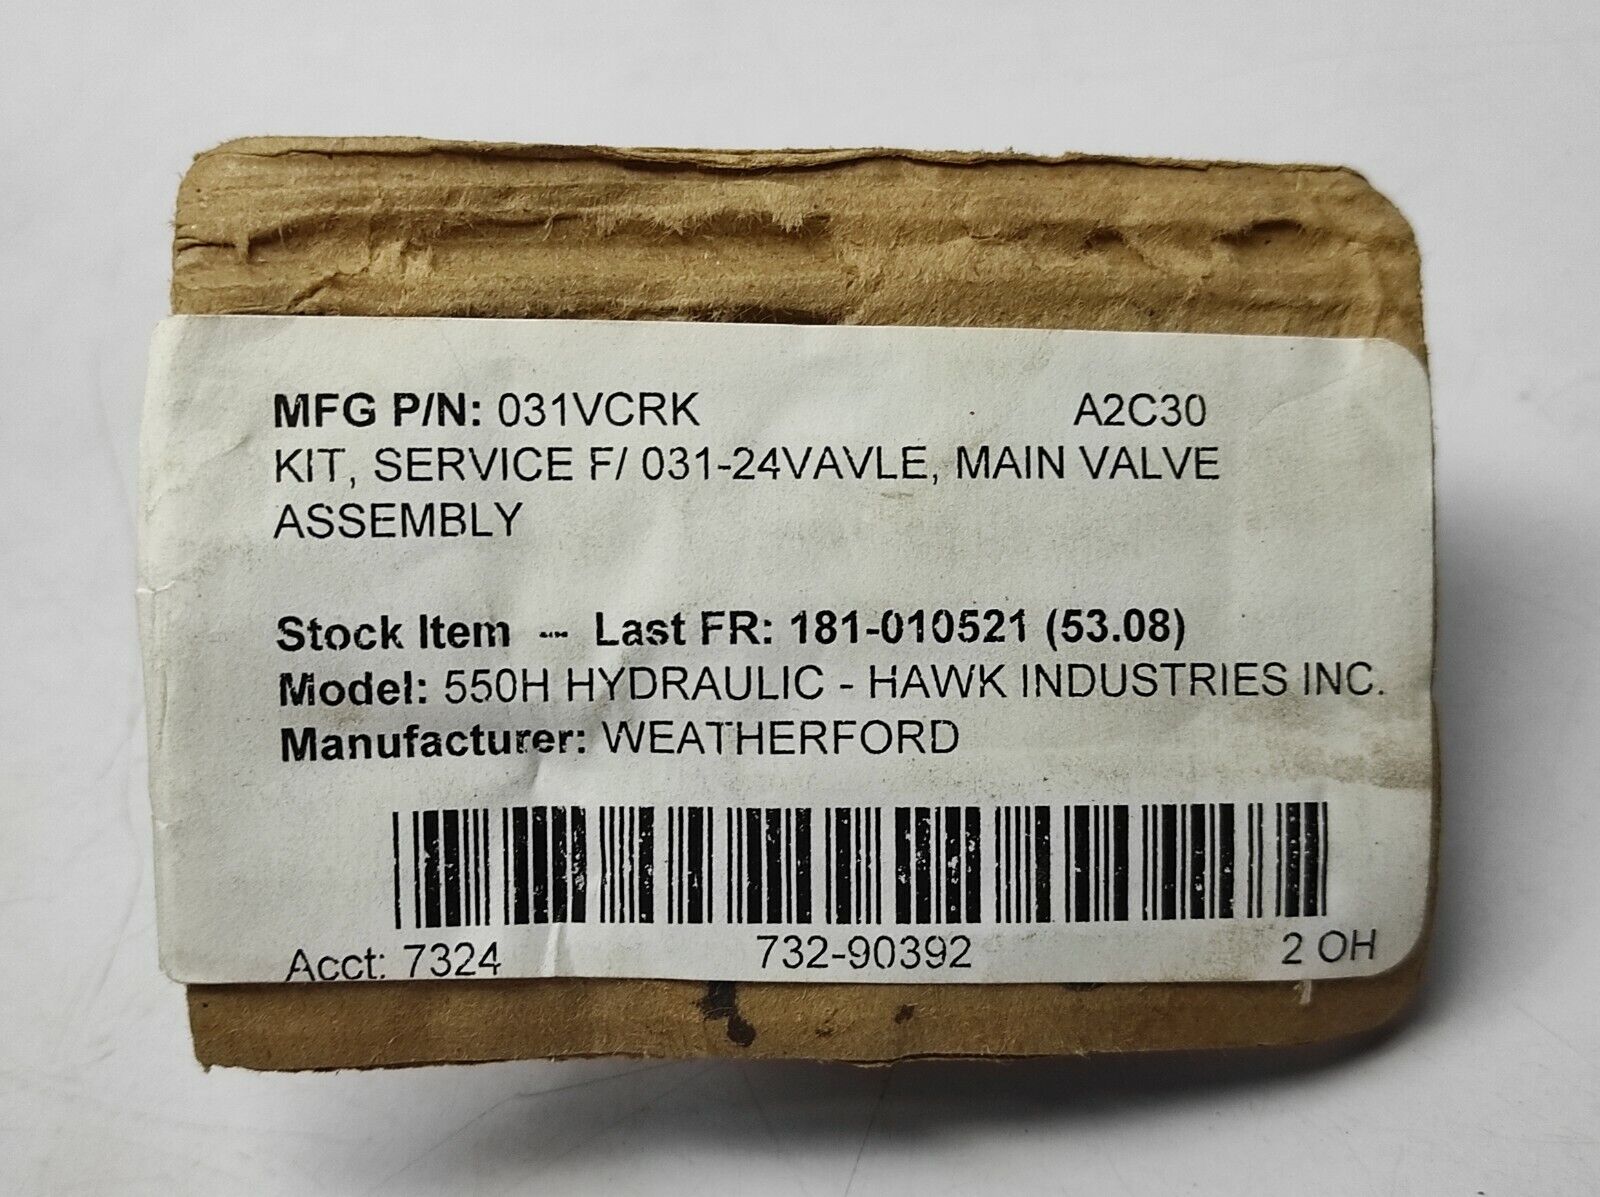 MFG P/N: 031VCRK A2C30
KIT, SERVICE F/ 031-24VAVLE, MAIN VALVE
ASSEMBLY
Stock Item -- Last FR: 181-010521 (53.08)
Model: 550H HYDRAULIC - HAWK INDUSTRIES INC.
Manufacturer: WEATHERFORD
Acct: 7324 732-90392 2 OH